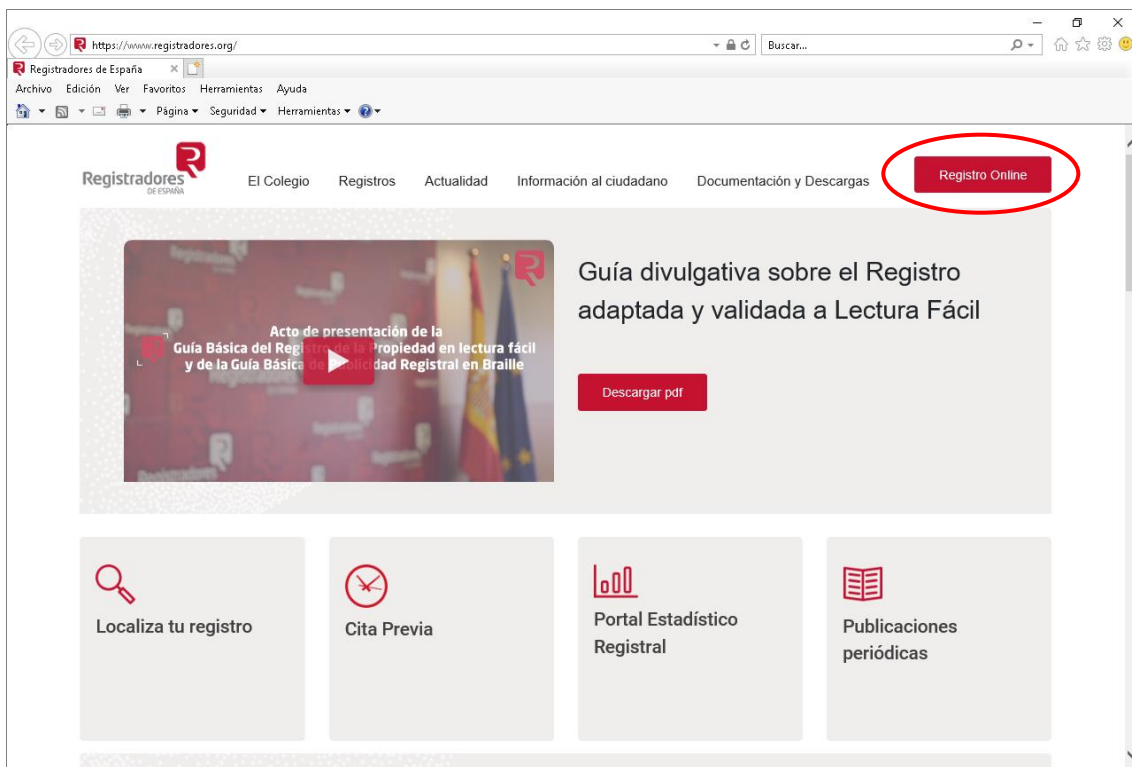 https://www.registradores.org/
Buscar...
Registradores de España
Archivo Edición Ver Favoritos Herramientas Ayuda
Página Seguridad Herramientas
Registradores
DE ESPAÑA
El Colegio Registros Actualidad Información al ciudadano Documentación y Descargas Registro Online
Acto de presentación de la
Guía Básica del Registro de la Propiedad en lectura fácil
y de la Guía Básica de Publicidad Registral en Braille
Guía divulgativa sobre el Registro
adaptada y validada a Lectura Fácil
Descargar pdf
Localiza tu registro
Cita Previa
Portal Estadístico
Registral
Publicaciones
periódicas